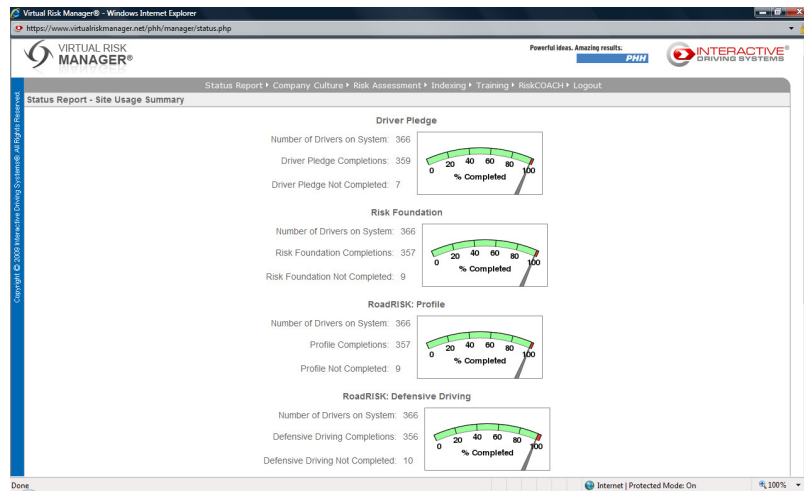 Virtual Risk Manager® - Windows Internet Explorer
https://www.virtualriskmanager.net/phh/manager/status.php
VIRTUAL RISK
MANAGER®
Powerful ideas. Amazing results.
PHH
INTERACTIVE®
DRIVING SYSTEMS
Status Report Company Culture Risk Assessment Indexing Training RiskCOACH Logout
Status Report - Site Usage Summary
Copyright © 2009 Interactive Driving Systems®. All Rights Reserved.
Driver Pledge
Number of Drivers on System: 366
Driver Pledge Completions: 359
Driver Pledge Not Completed: 7
0 20 40 60 80 100
% Completed
Risk Foundation
Number of Drivers on System: 366
Risk Foundation Completions: 357
Risk Foundation Not Completed: 9
0 20 40 60 80 100
% Completed
RoadRISK: Profile
Number of Drivers on System: 366
Profile Completions: 357
Profile Not Completed: 9
0 20 40 60 80 100
% Completed
RoadRISK: Defensive Driving
Number of Drivers on System: 366
Defensive Driving Completions: 356
Defensive Driving Not Completed: 10
0 20 40 60 80 100
% Completed
Done
Internet | Protected Mode: On
100%